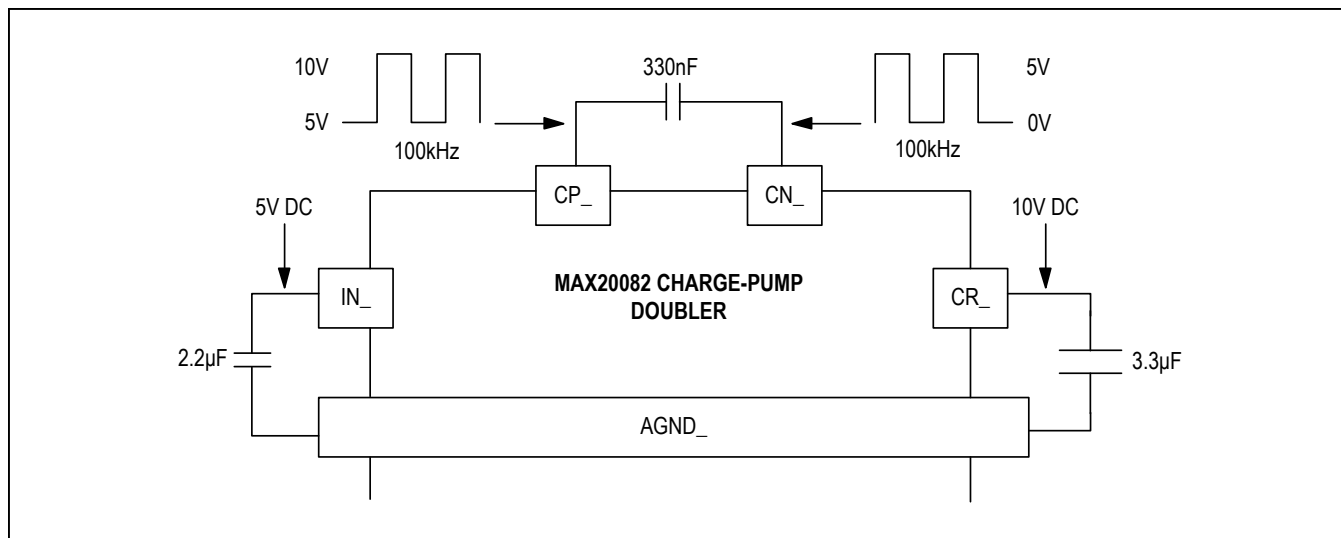 10V
5V
100kHz
330nF
5V
0V
100kHz
CP_
CN_
5V DC
10V DC
IN_
MAX20082 CHARGE-PUMP
DOUBLER
CR_
2.2µF
3.3µF
AGND_